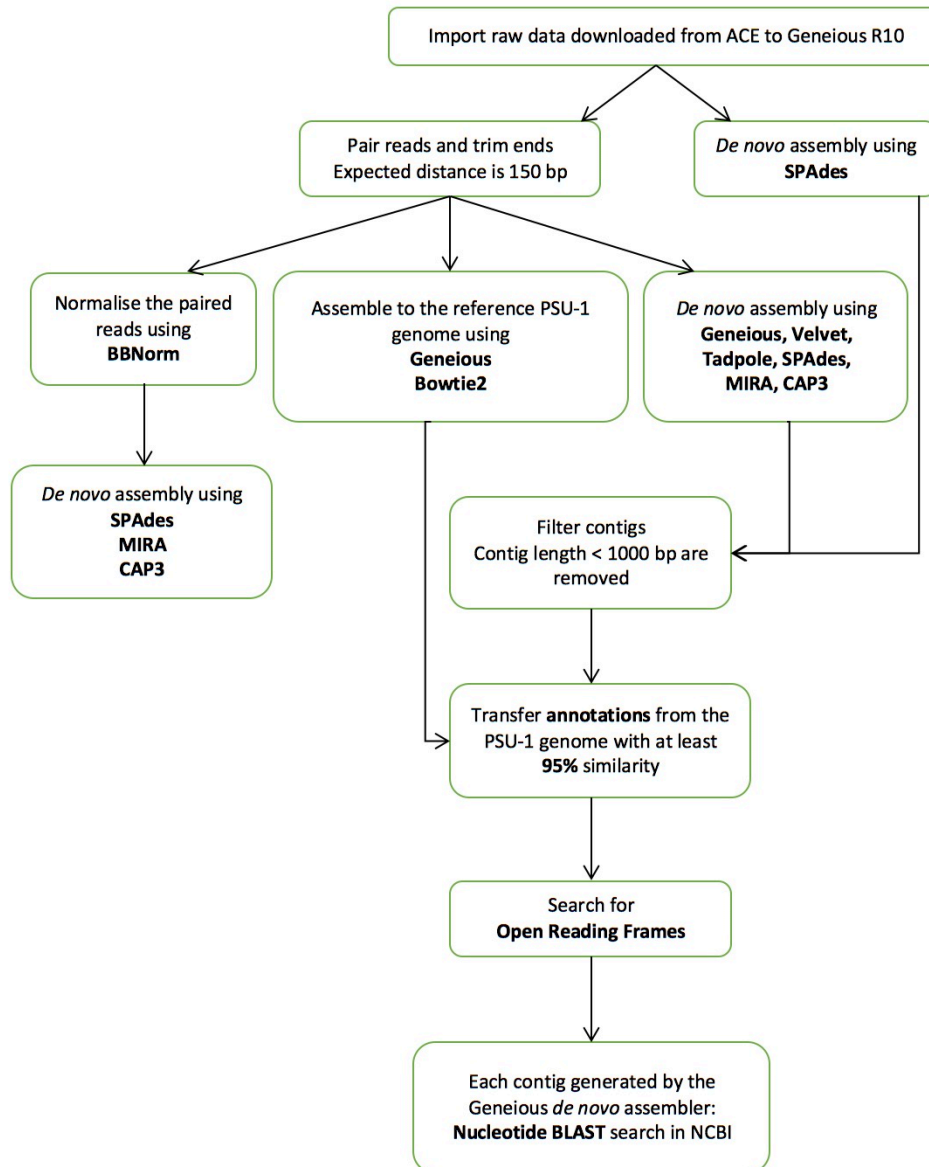 Import raw data downloaded from ACE to Geneious R10
Pair reads and trim ends
Expected distance is 150 bp
De novo assembly using
SPAdes
Normalise the paired
reads using
BBNorm
Assemble to the reference PSU-1
genome using
Geneious
Bowtie2
De novo assembly using
Geneious, Velvet,
Tadpole, SPAdes,
MIRA, CAP3
De novo assembly using
SPAdes
MIRA
CAP3
Filter contigs
Contig length < 1000 bp are
removed
Transfer annotations from the
PSU-1 genome with at least
95% similarity
Search for
Open Reading Frames
Each contig generated by the
Geneious de novo assembler:
Nucleotide BLAST search in NCBI